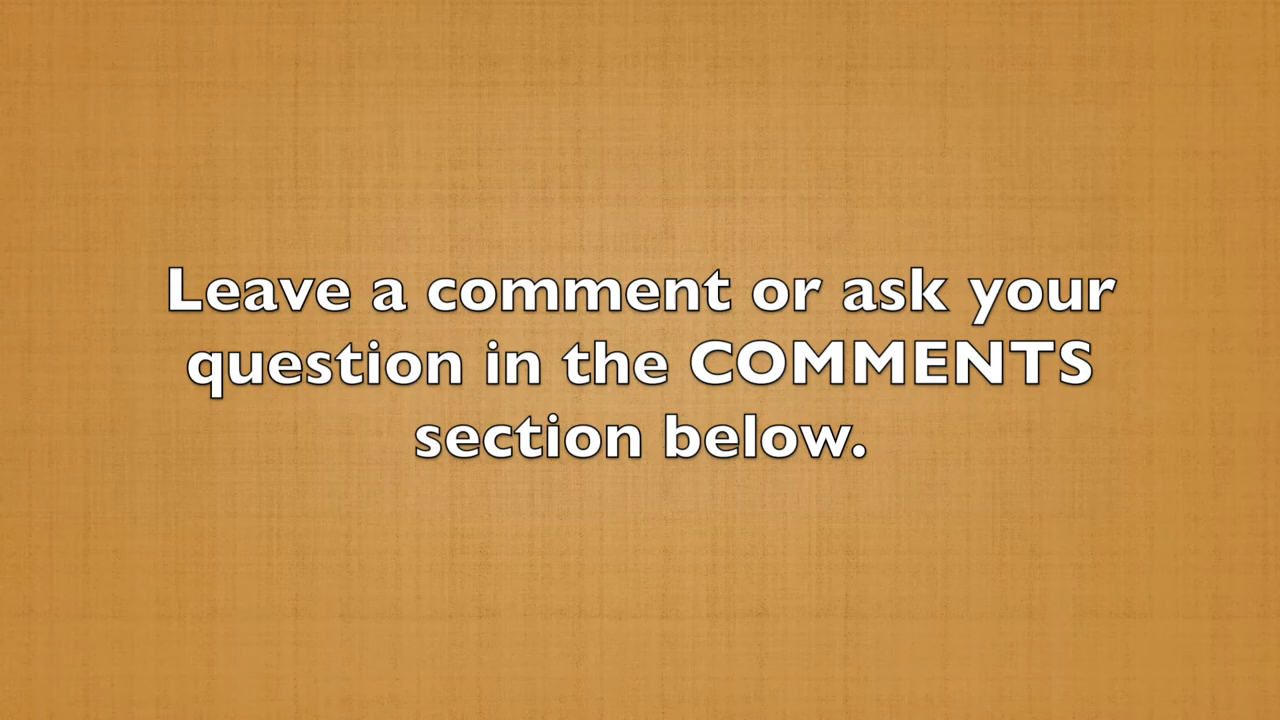 Leave a comment or ask your
question in the COMMENTS
section below.